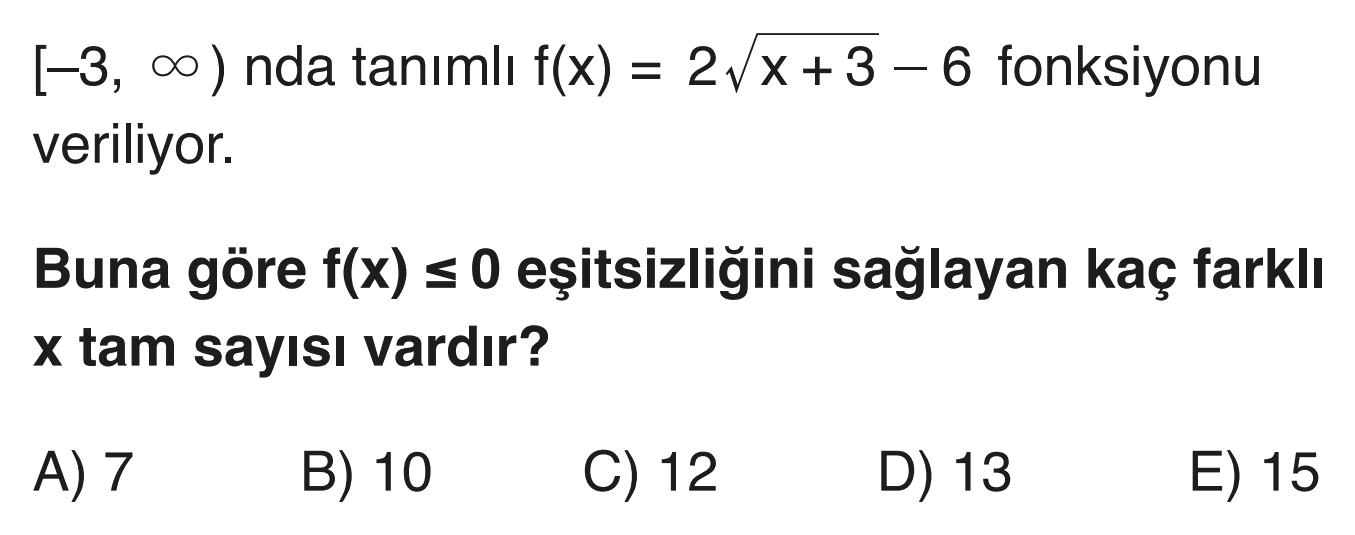 [–3, ∞) nda tanımlı f(x) = 2√x + 3 – 6 fonksiyonu
veriliyor.
Buna göre f(x) ≤ 0 eşitsizliğini sağlayan kaç farklı
x tam sayısı vardır?
A) 7 B) 10 C) 12 D) 13 E) 15